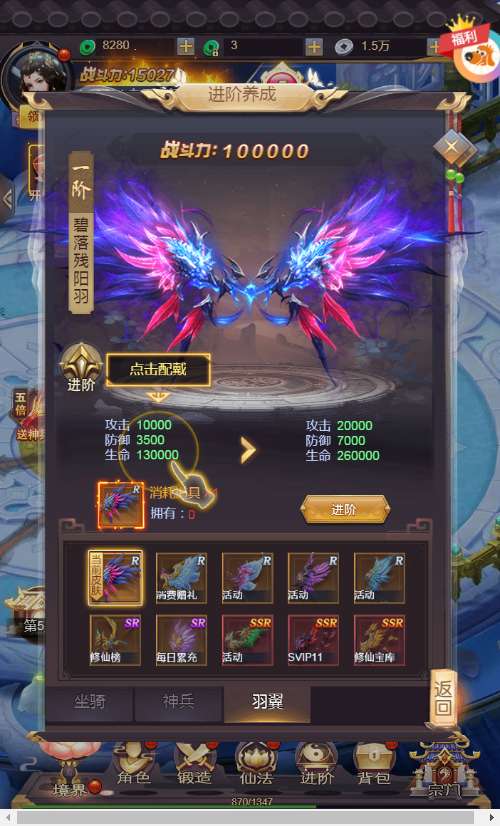 8280
3
1.5万
福利
战斗力:15027
进阶养成
战斗力:100000
一阶
碧落残阳羽
进阶
点击配戴
攻击 10000
防御 3500
生命 130000
攻击 20000
防御 7000
生命 260000
五倍
送神
R
消耗 具
拥有：0
进阶
当前皮肤
R
消费赠礼
R
活动
R
活动
R
活动
R
修仙榜
SR
每日累充
SR
活动
SSR
SVIP11
SSR
修仙宝库
SSR
第5
坐骑
神兵
羽翼
返回
境界
角色
锻造
仙法
进阶
背包
宗门
870/1347